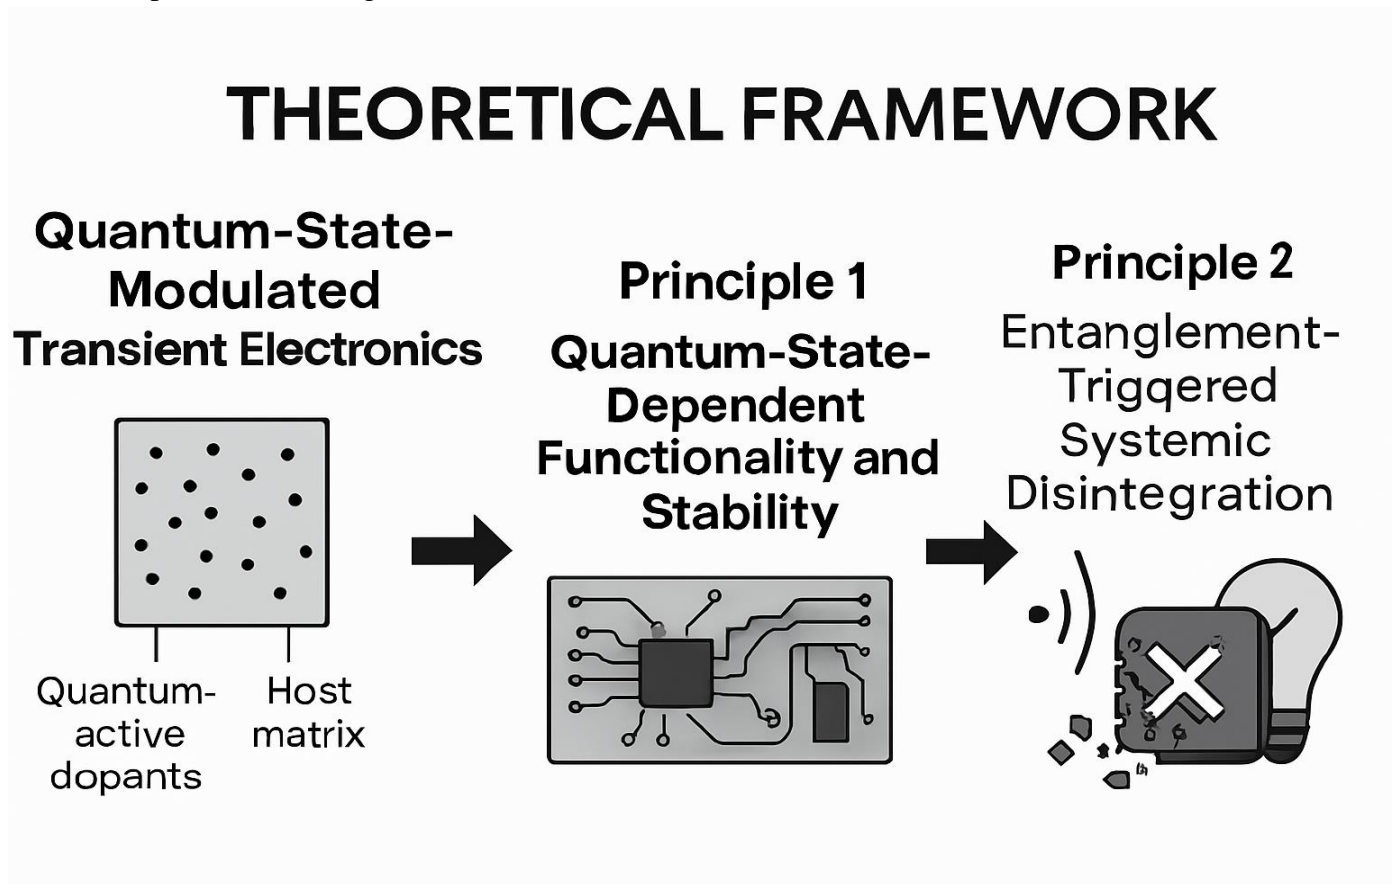 THEORETICAL FRAMEWORK
Quantum-State-
Modulated
Transient Electronics
Quantum-
active
dopants
Host
matrix
Principle 1
Quantum-State-
Dependent
Functionality and
Stability
Principle 2
Entanglement-
Trigqered
Systemic
Disintegration